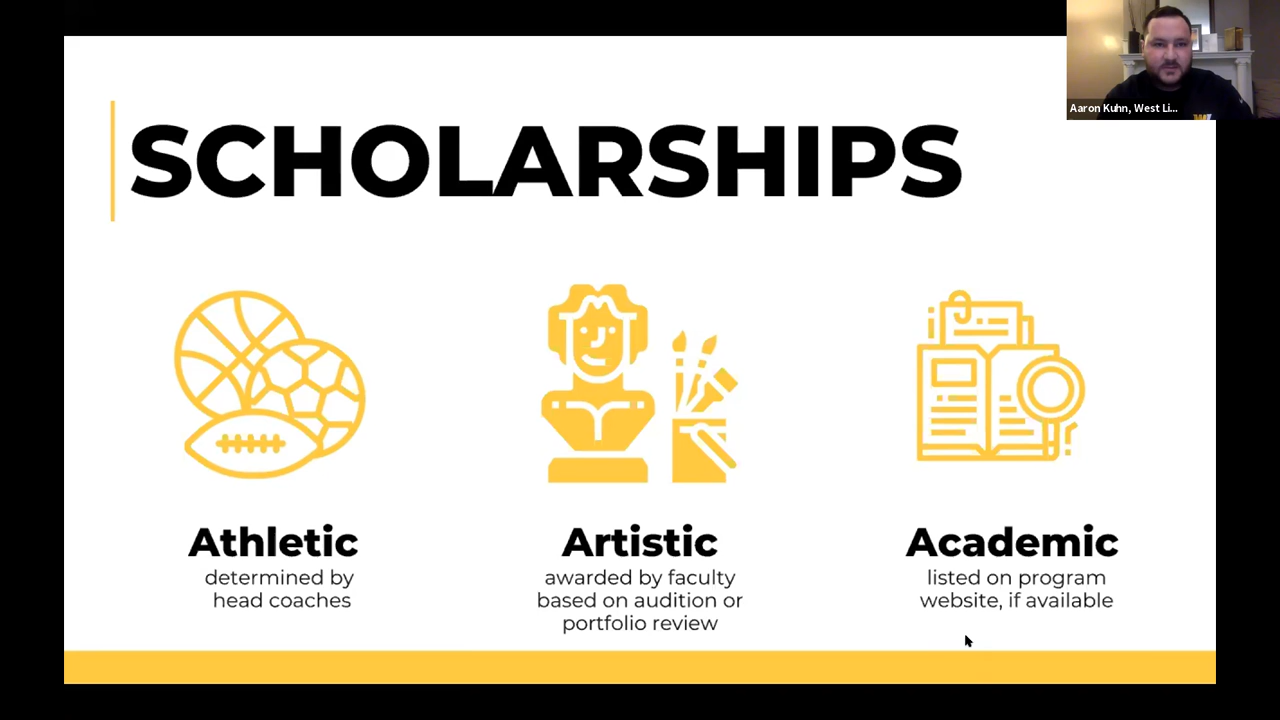 Aaron Kuhn, West Li...
SCHOLARSHIPS
Athletic
determined by
head coaches
Artistic
awarded by faculty
based on audition or
portfolio review
Academic
listed on program
website, if available